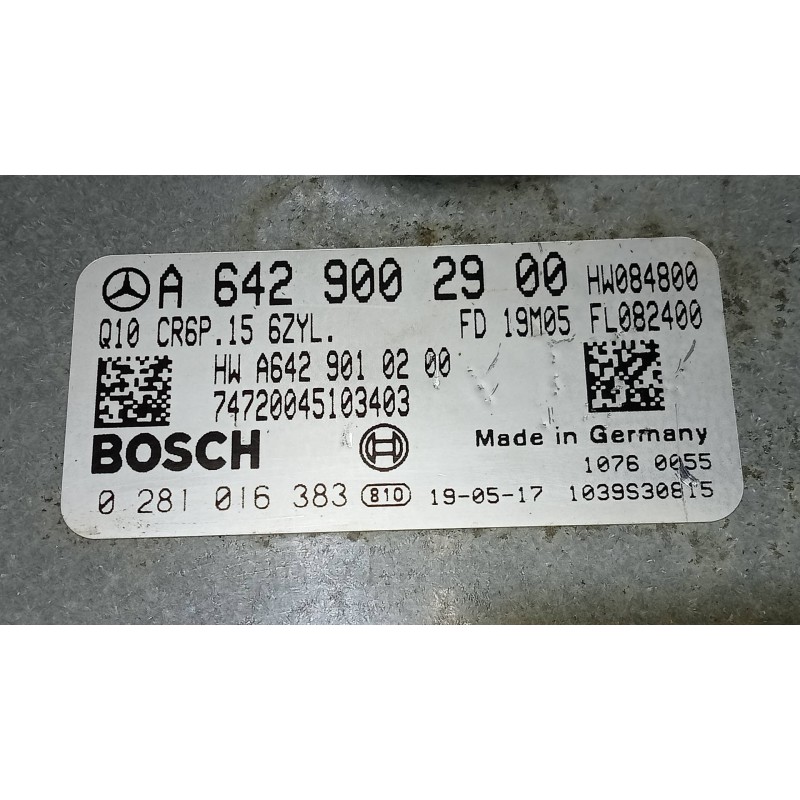 A 642 900 29 00 HW084800
Q10 CR6P.15 6ZYL. FD 19M05 FL082400
HW A642 901 02 00
74720045103403
BOSCH Made in Germany
1076 0055
0 281 016 383 810 19-05-17 1039S30815